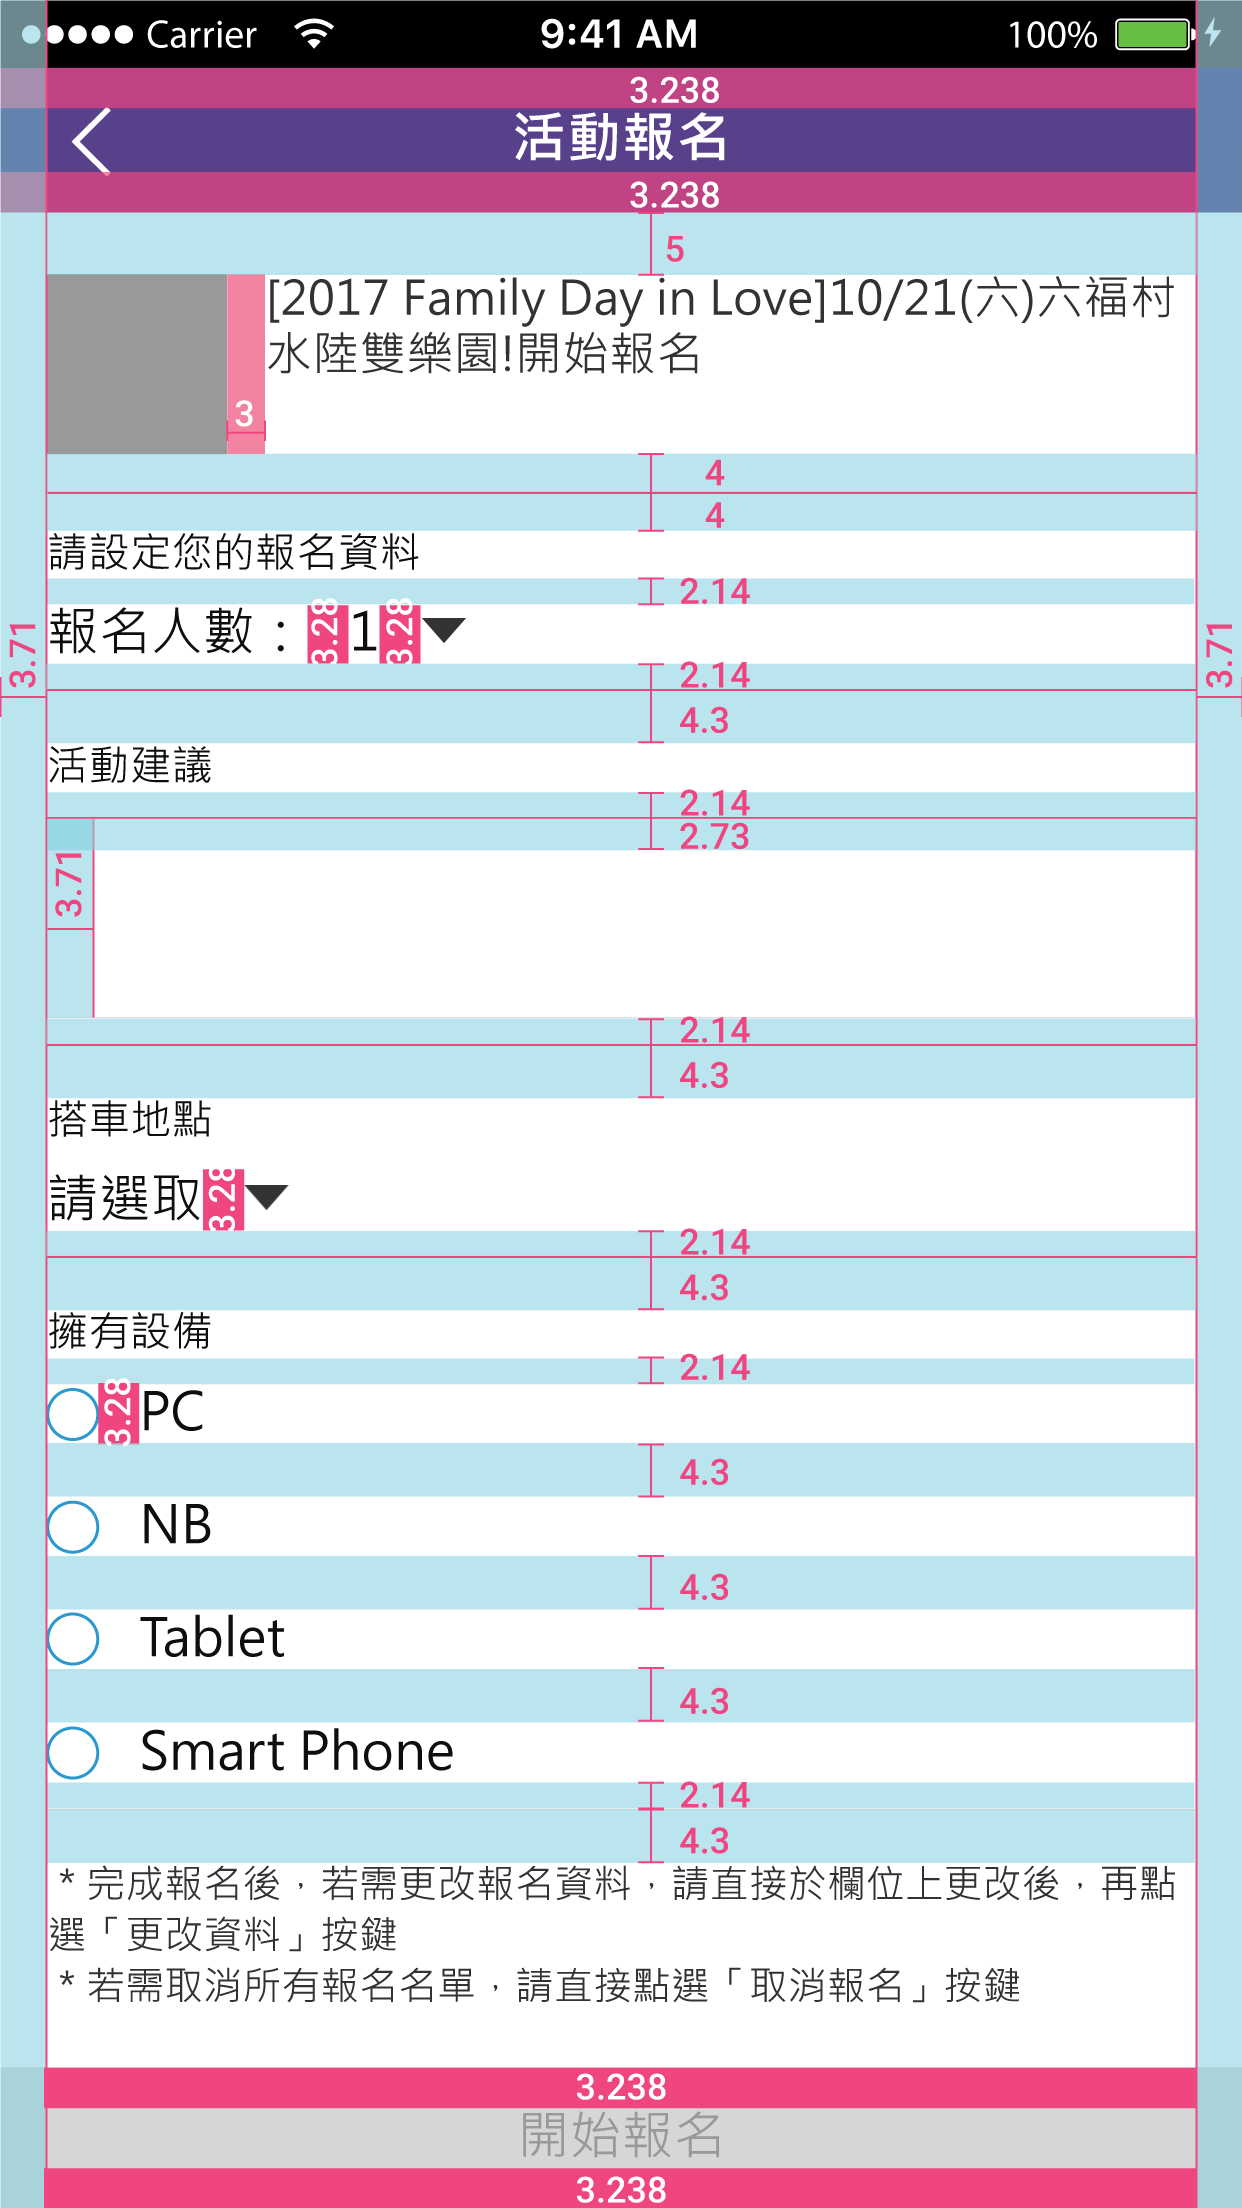 Carrier 9:41 AM 100%
3.238
活動報名
3.238
5
[2017 Family Day in Love]10/21(六)六福村
水陸雙樂園!開始報名
3
4
4
請設定您的報名資料
2.14
報名人數： 3.28 1 3.28
2.14
3.71 3.71
4.3
活動建議
2.14
2.73
3.71
2.14
4.3
搭車地點
請選取 3.28
2.14
4.3
擁有設備
2.14
3.28 PC
4.3
NB
4.3
Tablet
4.3
Smart Phone
2.14
4.3
* 完成報名後，若需更改報名資料，請直接於欄位上更改後，再點
選「更改資料」按鍵
* 若需取消所有報名名單，請直接點選「取消報名」按鍵
3.238
開始報名
3.238